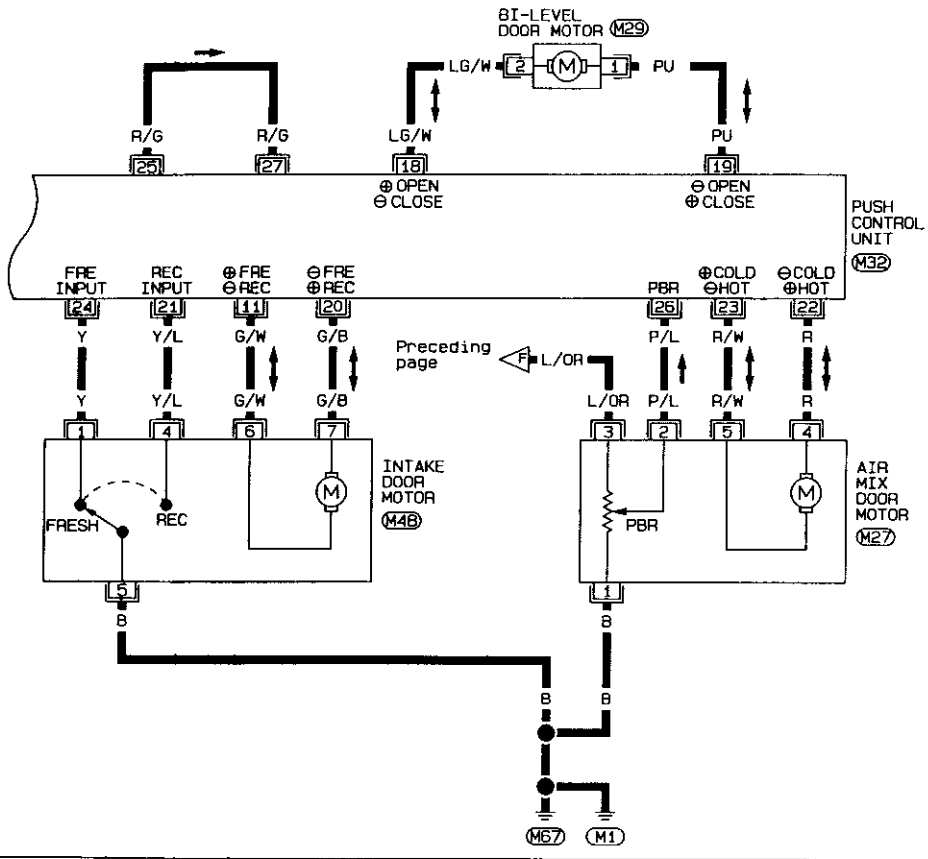 BI-LEVEL
DOOR MOTOR M29
LG/W 2 M 1 PU
R/G R/G LG/W PU
25 27 18 19
⊕ OPEN ⊖ OPEN
⊖ CLOSE ⊕ CLOSE
PUSH
CONTROL
UNIT
M32
FRE REC ⊕ FRE ⊖ FRE ⊕ COLD ⊖ COLD
INPUT INPUT ⊖ REC ⊕ REC PBR ⊖ HOT ⊕ HOT
24 21 11 20 26 23 22
Y Y/L G/W G/B P/L R/W R
Preceding
page F L/OR
Y Y/L G/W G/B L/OR P/L R/W R
1 4 6 7 3 2 5 4
INTAKE
DOOR
MOTOR
M48
FRESH REC M
AIR
MIX
DOOR
MOTOR
M27
PBR M
5 1
B B
B B
M67 M1